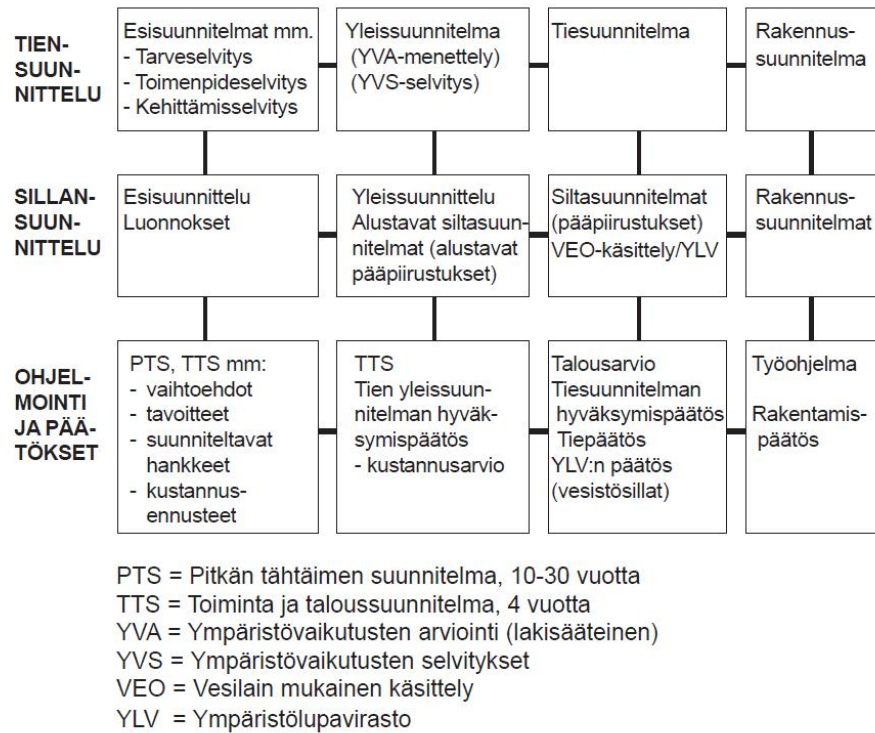 TIEN-
SUUN-
NITTELU
Esisuunnitelmat mm.
- Tarveselvitys
- Toimenpideselvitys
- Kehittämisselvitys
Yleissuunnitelma
(YVA-menettely)
(YVS-selvitys)
Tiesuunnitelma
Rakennus-
suunnitelma
SILLAN-
SUUN-
NITTELU
Esisuunnittelu
Luonnokset
Yleissuunnittelu
Alustavat siltasuun-
nitelmat (alustavat
pääpiirustukset)
Siltasuunnitelmat
(pääpiirustukset)
VEO-käsittely/YLV
Rakennus-
suunnitelmat
OHJEL-
MOINTI
JA PÄÄ-
TÖKSET
PTS, TTS mm:
- vaihtoehdot
- tavoitteet
- suunniteltavat
hankkeet
- kustannus-
ennusteet
TTS
Tien yleissuun-
nitelman hyväk-
symispäätös
- kustannusarvio
Talousarvio
Tiesuunnitelman
hyväksymispäätös
Tiepäätös
YLV:n päätös
(vesistösillat)
Työohjelma
Rakentamis-
päätös
PTS = Pitkän tähtäimen suunnitelma, 10-30 vuotta
TTS = Toiminta ja taloussuunnitelma, 4 vuotta
YVA = Ympäristövaikutusten arviointi (lakisääteinen)
YVS = Ympäristövaikutusten selvitykset
VEO = Vesilain mukainen käsittely
YLV = Ympäristölupavirasto